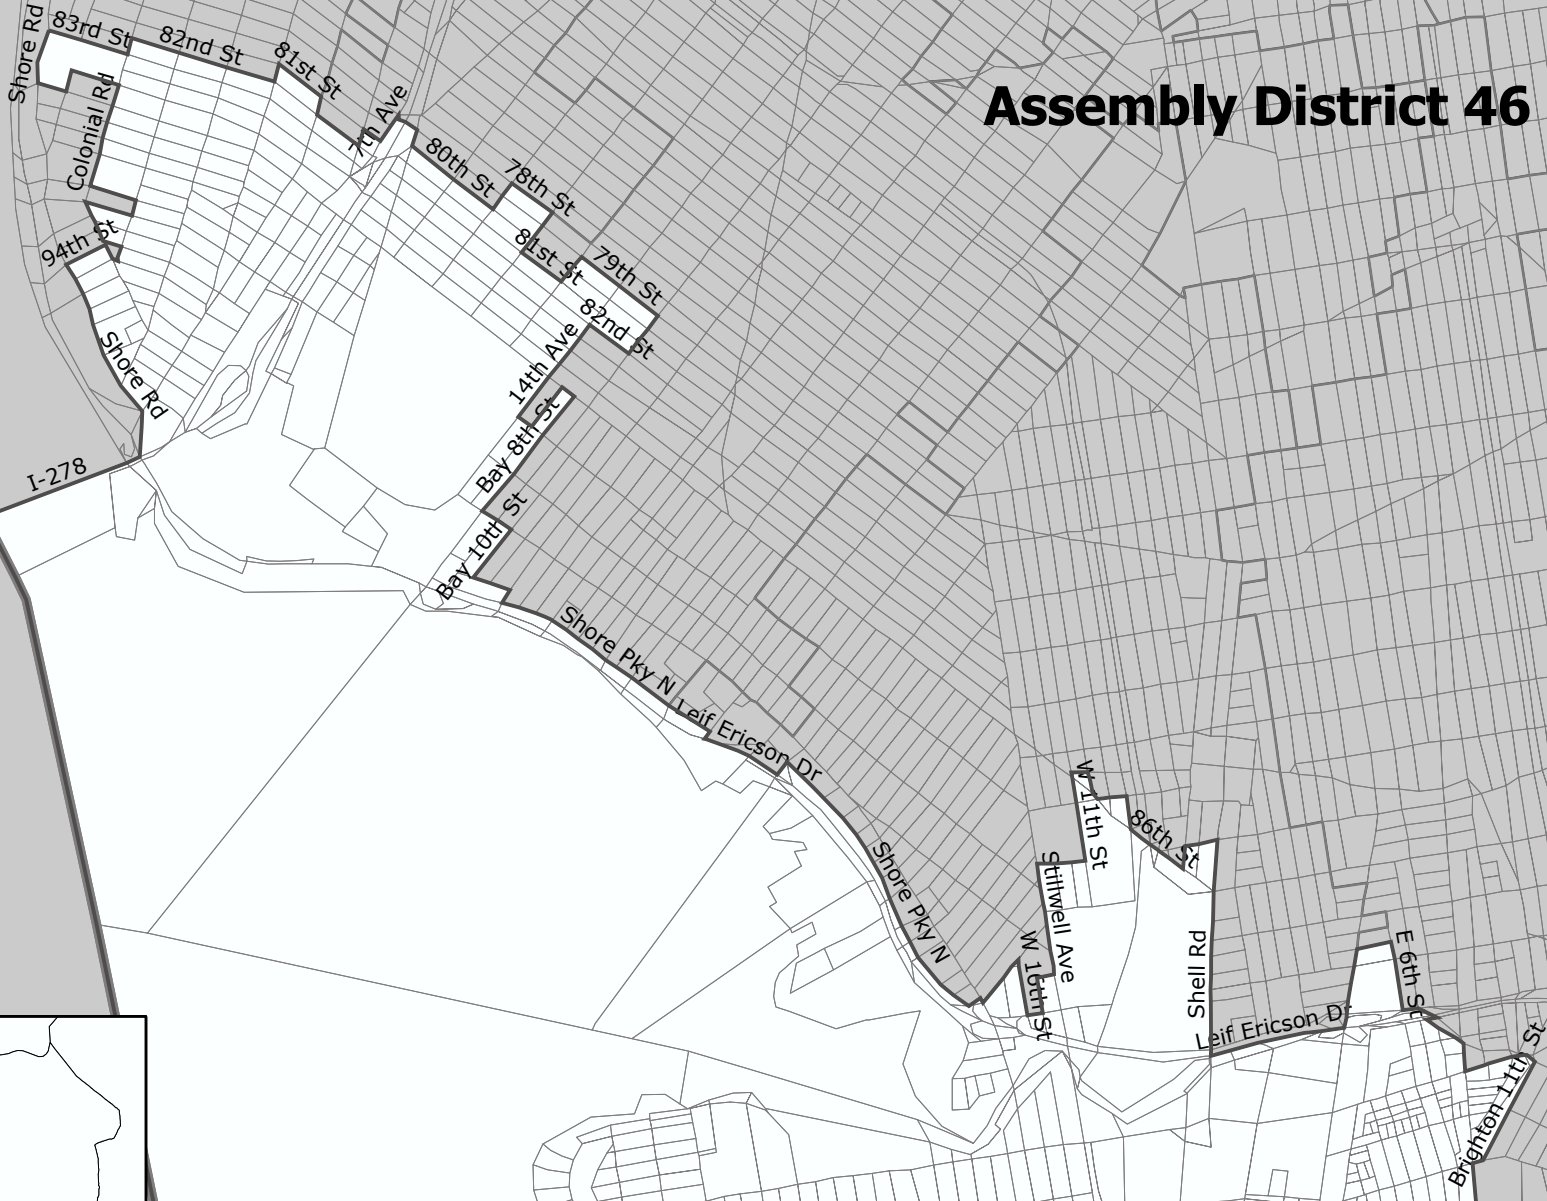 Assembly District 46
Shore Rd
83rd St
82nd St
81st St
7th Ave
Colonial Rd
80th St
78th St
94th St
81st St
79th St
82nd St
14th Ave
Shore Rd
Bay 8th St
I-278
Bay 10th St
Shore Pky N
Leif Ericson Dr
W 11th St
86th St
Shore Pky N
Stillwell Ave
W 16th St
Shell Rd
E 6th St
Leif Ericson Dr
Brighton 11th St